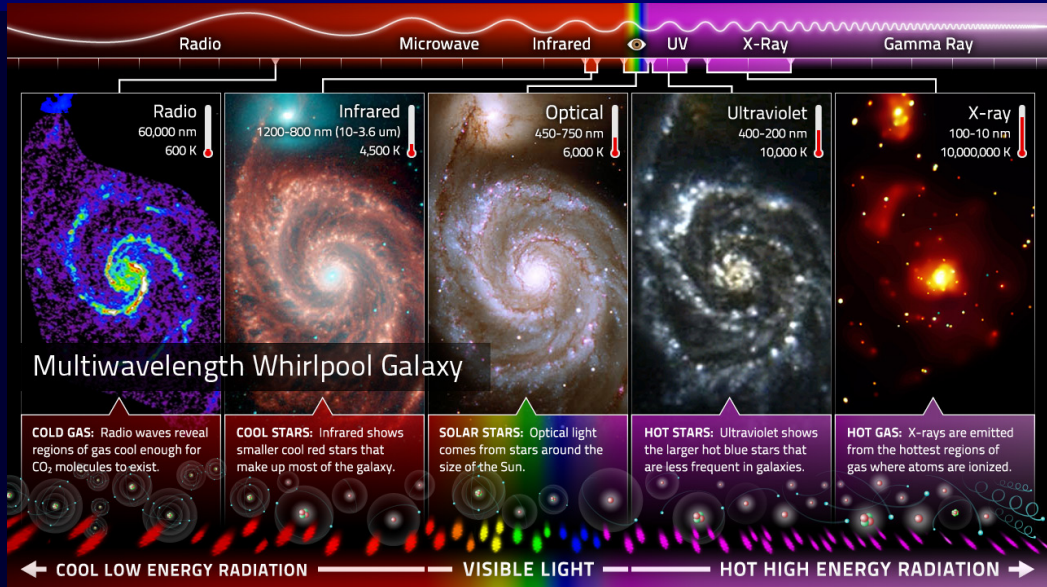 Radio
Microwave
Infrared
UV
X-Ray
Gamma Ray
Radio
60,000 nm
600 K
Infrared
1200-800 nm (10-3.6 um)
4,500 K
Optical
450-750 nm
6,000 K
Ultraviolet
400-200 nm
10,000 K
X-ray
100-10 nm
10,000,000 K
Multiwavelength Whirlpool Galaxy
COLD GAS: Radio waves reveal
regions of gas cool enough for
CO₂ molecules to exist.
COOL STARS: Infrared shows
smaller cool red stars that
make up most of the galaxy.
SOLAR STARS: Optical light
comes from stars around the
size of the Sun.
HOT STARS: Ultraviolet shows
the larger hot blue stars that
are less frequent in galaxies.
HOT GAS: X-rays are emitted
from the hottest regions of
gas where atoms are ionized.
COOL LOW ENERGY RADIATION
VISIBLE LIGHT
HOT HIGH ENERGY RADIATION